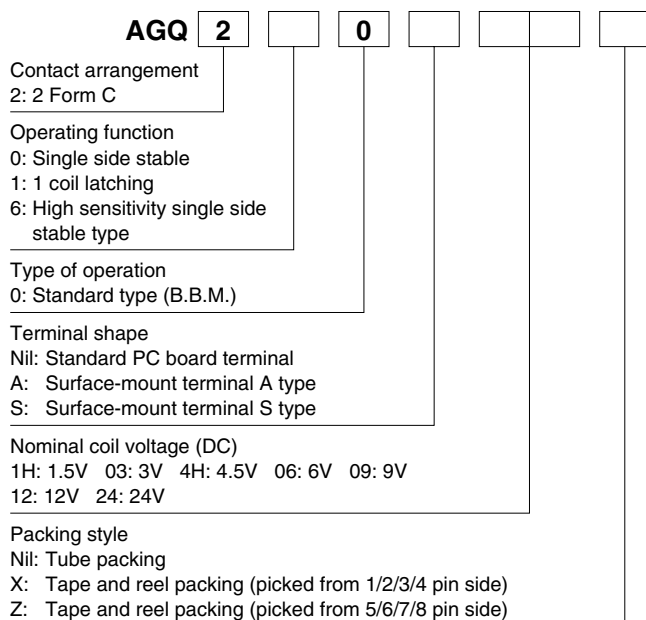 AGQ 2 0
Contact arrangement
2: 2 Form C
Operating function
0: Single side stable
1: 1 coil latching
6: High sensitivity single side
stable type
Type of operation
0: Standard type (B.B.M.)
Terminal shape
Nil: Standard PC board terminal
A: Surface-mount terminal A type
S: Surface-mount terminal S type
Nominal coil voltage (DC)
1H: 1.5V 03: 3V 4H: 4.5V 06: 6V 09: 9V
12: 12V 24: 24V
Packing style
Nil: Tube packing
X: Tape and reel packing (picked from 1/2/3/4 pin side)
Z: Tape and reel packing (picked from 5/6/7/8 pin side)